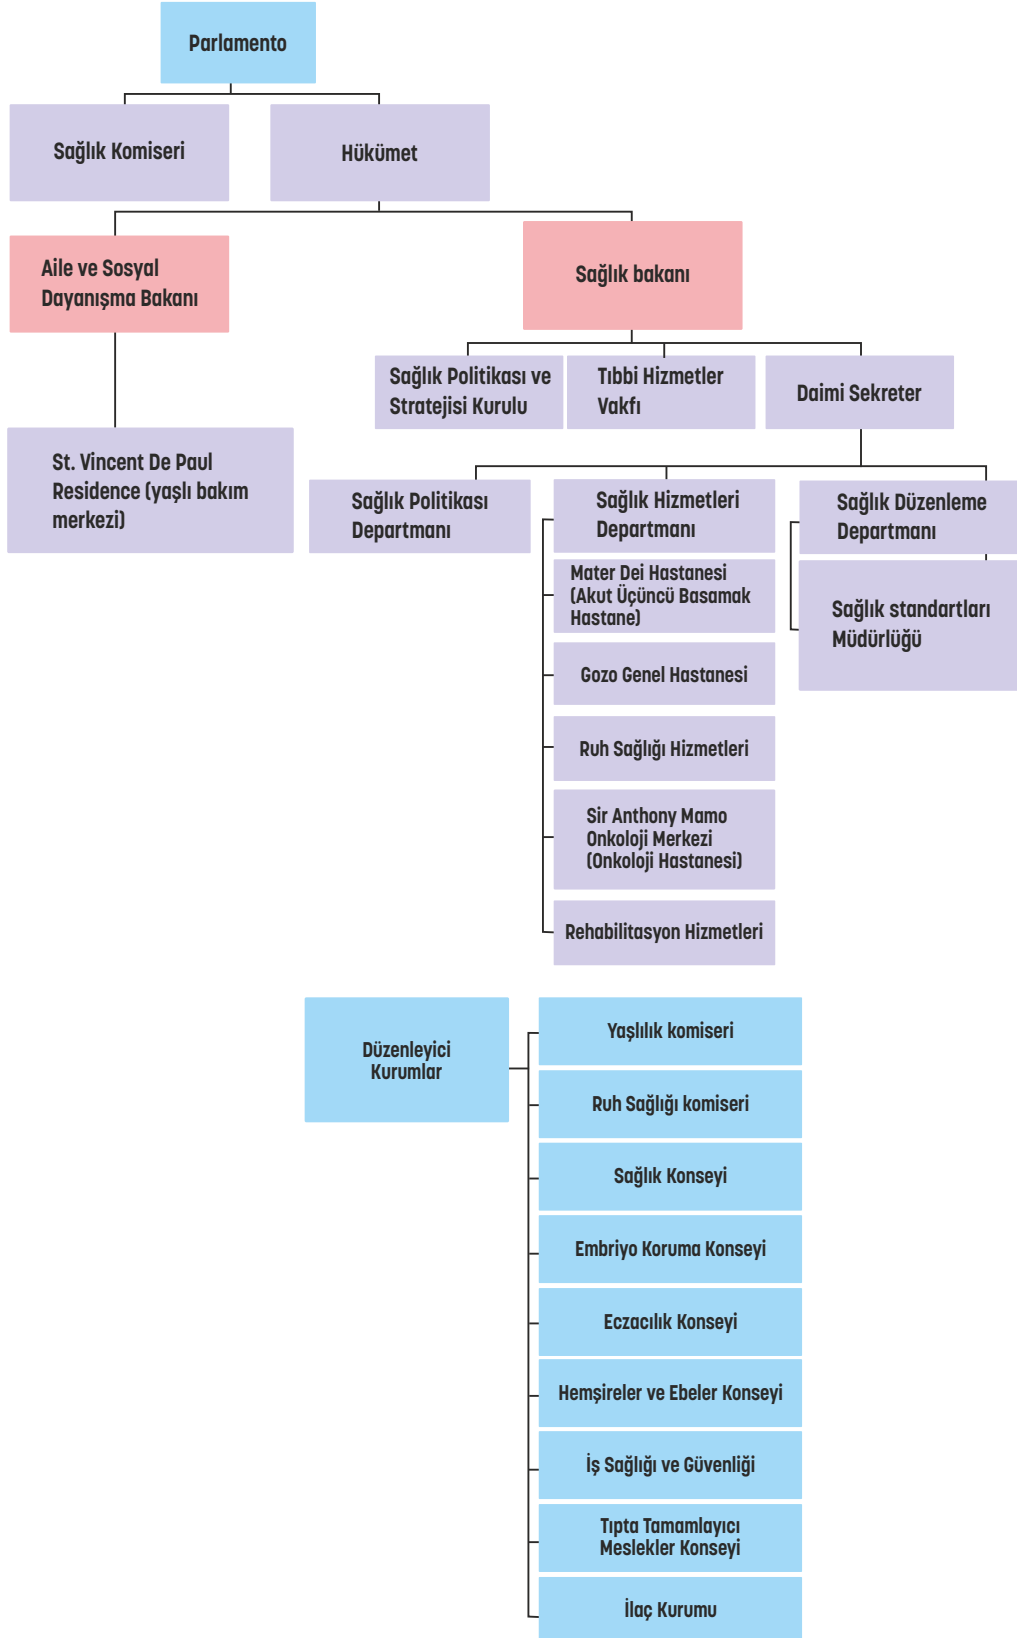 Parlamento
Sağlık Komiseri
Hükümet
Aile ve Sosyal
Dayanışma Bakanı
Sağlık bakanı
Sağlık Politikası ve
Stratejisi Kurulu
Tıbbi Hizmetler
Vakfı
Daimi Sekreter
St. Vincent De Paul
Residence (yaşlı bakım
merkezi)
Sağlık Politikası
Departmanı
Sağlık Hizmetleri
Departmanı
Sağlık Düzenleme
Departmanı
Mater Dei Hastanesi
(Akut Üçüncü Basamak
Hastane)
Sağlık standartları
Müdürlüğü
Gozo Genel Hastanesi
Ruh Sağlığı Hizmetleri
Sir Anthony Mamo
Onkoloji Merkezi
(Onkoloji Hastanesi)
Rehabilitasyon Hizmetleri
Düzenleyici
Kurumlar
Yaşlılık komiseri
Ruh Sağlığı komiseri
Sağlık Konseyi
Embriyo Koruma Konseyi
Eczacılık Konseyi
Hemşireler ve Ebeler Konseyi
İş Sağlığı ve Güvenliği
Tıpta Tamamlayıcı
Meslekler Konseyi
İlaç Kurumu